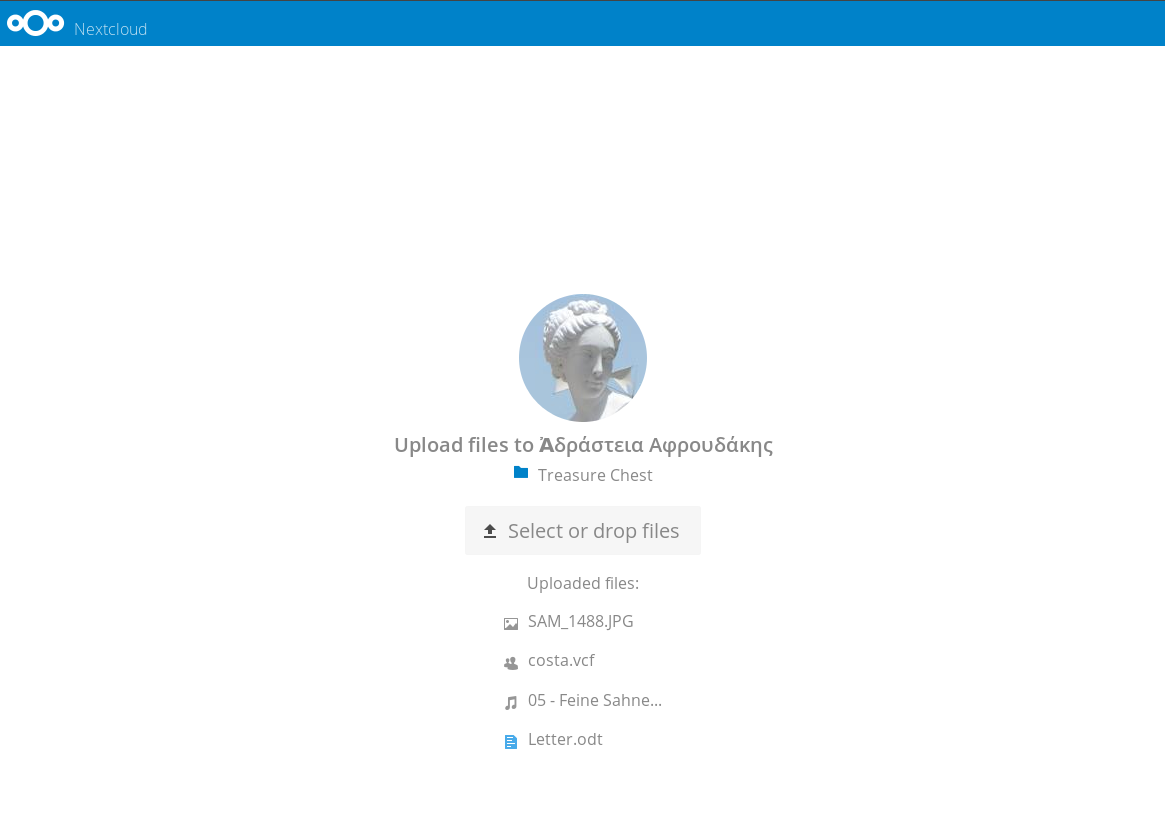 Nextcloud
Upload files to Ἀδράστεια Αφρουδάκης
Treasure Chest
Select or drop files
Uploaded files:
SAM_1488.JPG
costa.vcf
05 - Feine Sahne...
Letter.odt